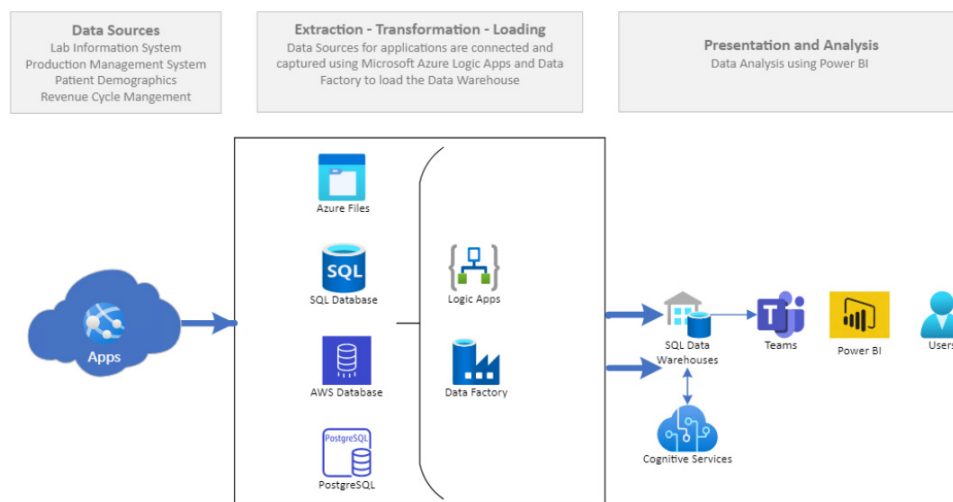 Data Sources
Lab Information System
Production Management System
Patient Demographics
Revenue Cycle Mangement
Extraction - Transformation - Loading
Data Sources for applications are connected and
captured using Microsoft Azure Logic Apps and Data
Factory to load the Data Warehouse
Presentation and Analysis
Data Analysis using Power BI
Azure Files
SQL
SQL Database
Logic Apps
Apps
T
SQL Data
Warehouses
Teams
Power BI
Users
AWS Database
Data Factory
PostgreSQL
PostgreSQL
Cognitive Services